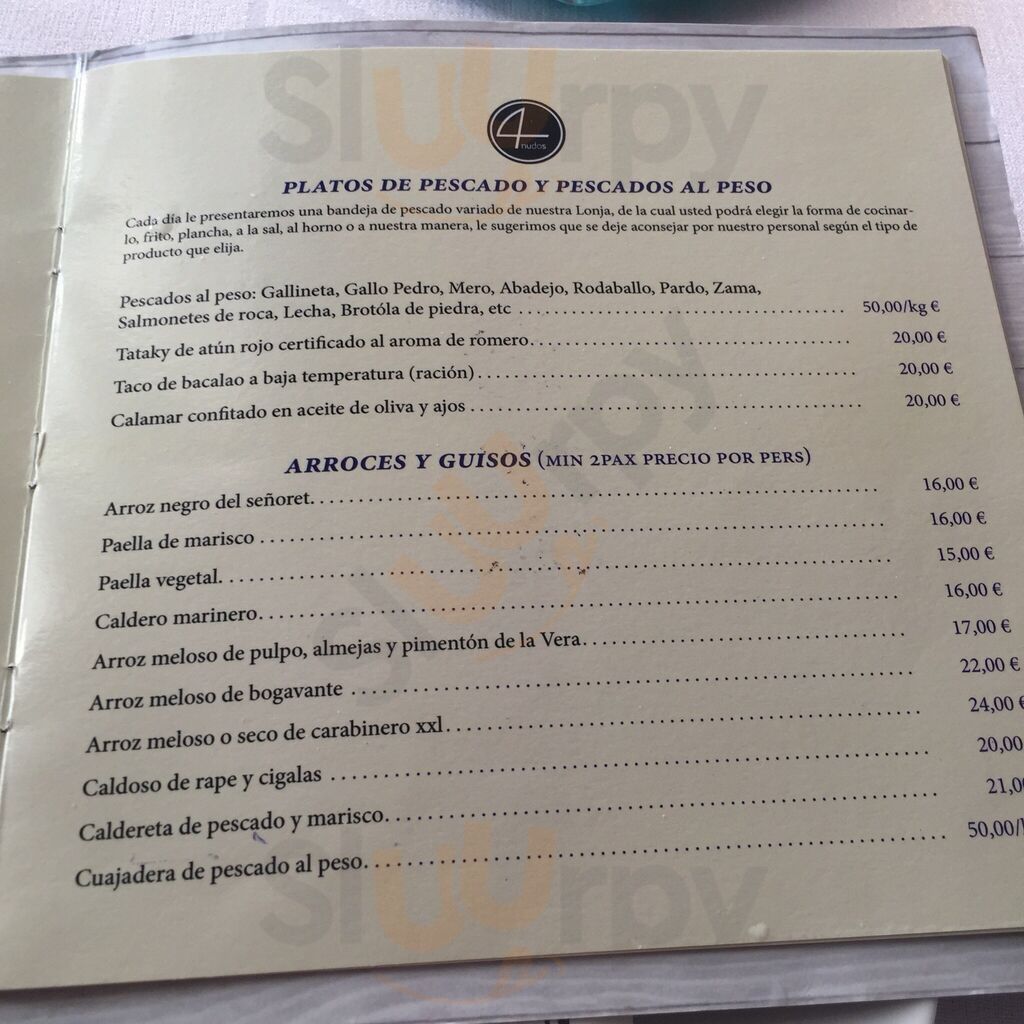 4
nudos
PLATOS DE PESCADO Y PESCADOS AL PESO
Cada día le presentaremos una bandeja de pescado variado de nuestra Lonja, de la cual usted podrá elegir la forma de cocinar-
lo, frito, plancha, a la sal, al horno o a nuestra manera, le sugerimos que se deje aconsejar por nuestro personal según el tipo de
producto que elija.
Pescados al peso: Gallineta, Gallo Pedro, Mero, Abadejo, Rodaballo, Pardo, Zama,
Salmonetes de roca, Lecha, Brotóla de piedra, etc 50,00/kg €
Tataky de atún rojo certificado al aroma de romero 20,00 €
Taco de bacalao a baja temperatura (ración) 20,00 €
Calamar confitado en aceite de oliva y ajos 20,00 €
ARROCES Y GUISOS (MIN 2PAX PRECIO POR PERS)
Arroz negro del señoret 16,00 €
Paella de marisco 16,00 €
Paella vegetal 15,00 €
Caldero marinero 16,00 €
Arroz meloso de pulpo, almejas y pimentón de la Vera 17,00 €
Arroz meloso de bogavante 22,00 €
Arroz meloso o seco de carabinero xxl 24,00 €
Caldoso de rape y cigalas 20,00
Caldereta de pescado y marisco 21,0
Cuajadera de pescado al peso 50,00/
Sluurpy
Sluurpy
Sluurpy